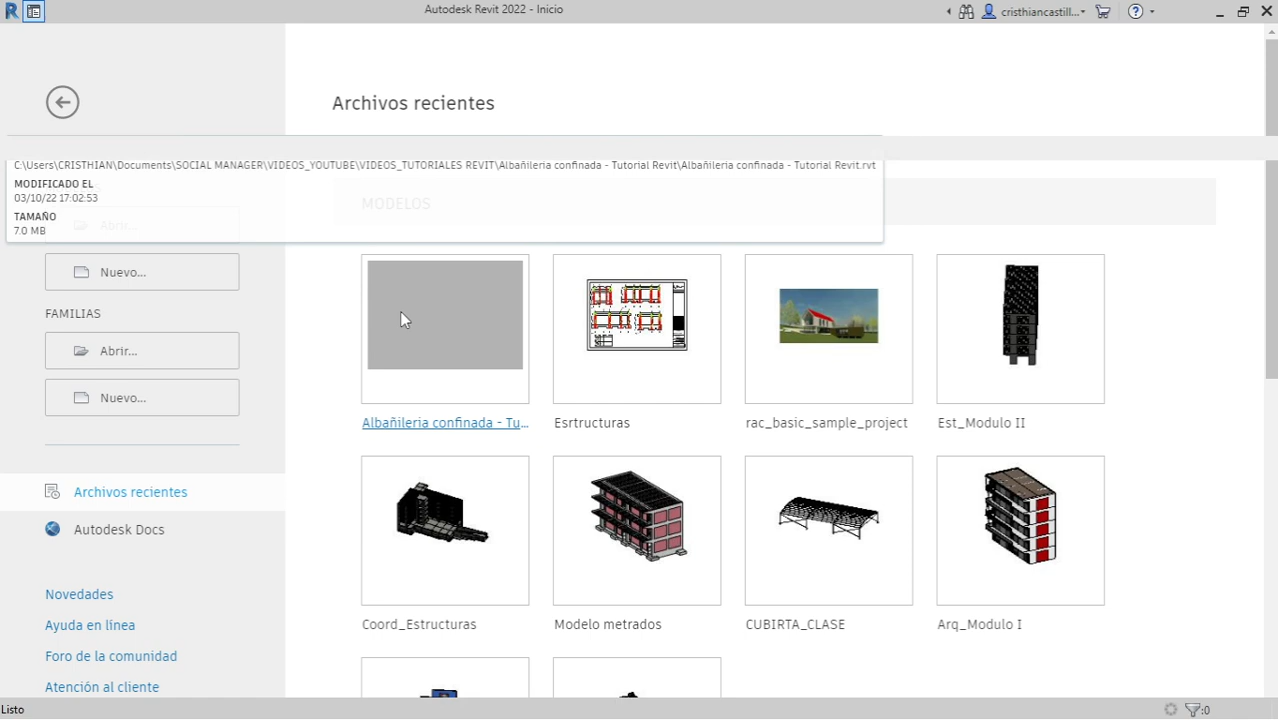 Autodesk Revit 2022 - Inicio
cristhiancastill...
Archivos recientes
C:\Users\CRISTHIAN\Documents\SOCIAL MANAGER\VIDEOS_YOUTUBE\VIDEOS_TUTORIALES REVIT\Albañileria confinada - Tutorial Revit\Albañileria confinada - Tutorial Revit.rvt
MODIFICADO EL
03/10/22 17:02:53
TAMAÑO
7.0 MB
MODELOS
Abrir...
Nuevo...
FAMILIAS
Abrir...
Nuevo...
Archivos recientes
Autodesk Docs
Novedades
Ayuda en línea
Foro de la comunidad
Atención al cliente
Albañileria confinada - Tu...
Esrtructuras
rac_basic_sample_project
Est_Modulo II
Coord_Estructuras
Modelo metrados
CUBIRTA_CLASE
Arq_Modulo I
Listo
:0